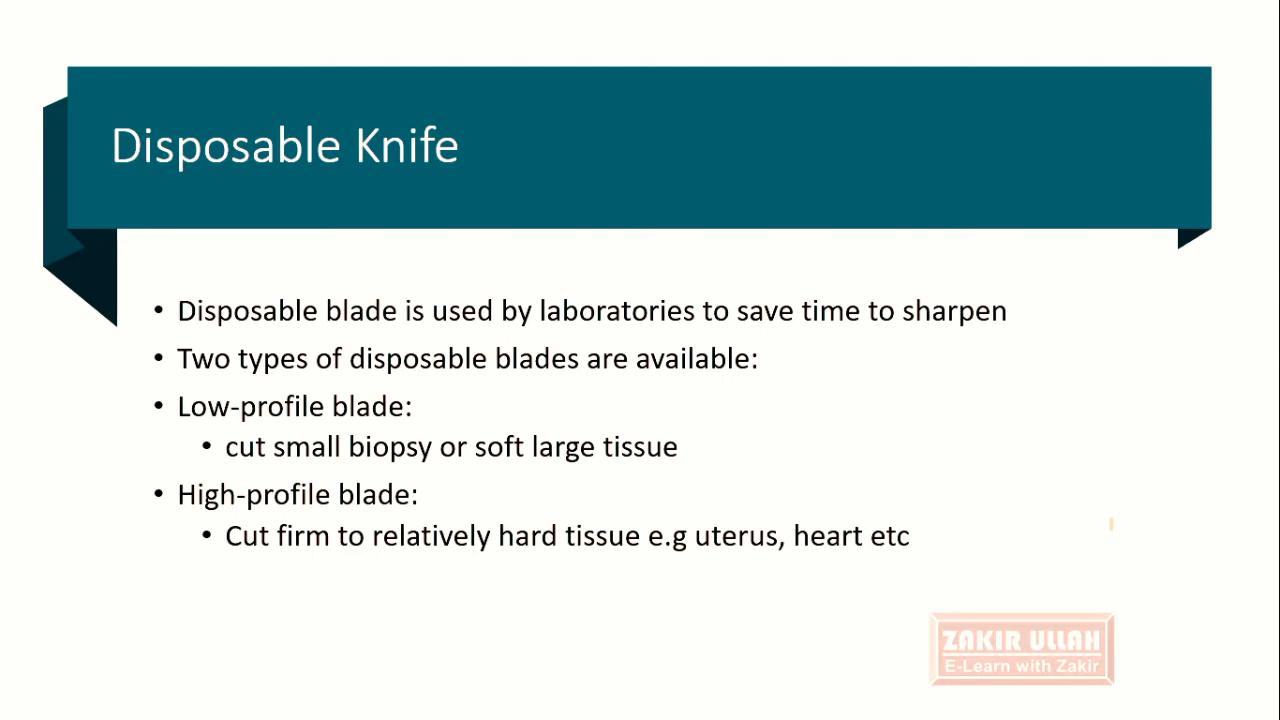 Disposable Knife
• Disposable blade is used by laboratories to save time to sharpen
• Two types of disposable blades are available:
• Low-profile blade:
• cut small biopsy or soft large tissue
• High-profile blade:
• Cut firm to relatively hard tissue e.g uterus, heart etc
ZAKIR ULLAH
E-Learn with Zakir